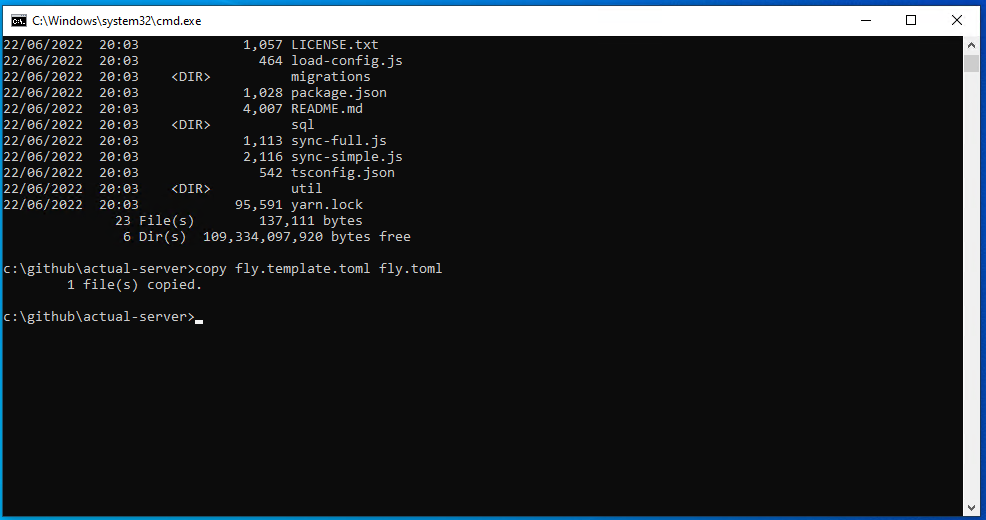 C:\Windows\system32\cmd.exe
22/06/2022  20:03             1,057 LICENSE.txt
22/06/2022  20:03               464 load-config.js
22/06/2022  20:03    <DIR>          migrations
22/06/2022  20:03             1,028 package.json
22/06/2022  20:03             4,007 README.md
22/06/2022  20:03    <DIR>          sql
22/06/2022  20:03             1,113 sync-full.js
22/06/2022  20:03             2,116 sync-simple.js
22/06/2022  20:03               542 tsconfig.json
22/06/2022  20:03    <DIR>          util
22/06/2022  20:03            95,591 yarn.lock
              23 File(s)        137,111 bytes
               6 Dir(s)  109,334,097,920 bytes free
c:\github\actual-server>copy fly.template.toml fly.toml
        1 file(s) copied.
c:\github\actual-server>